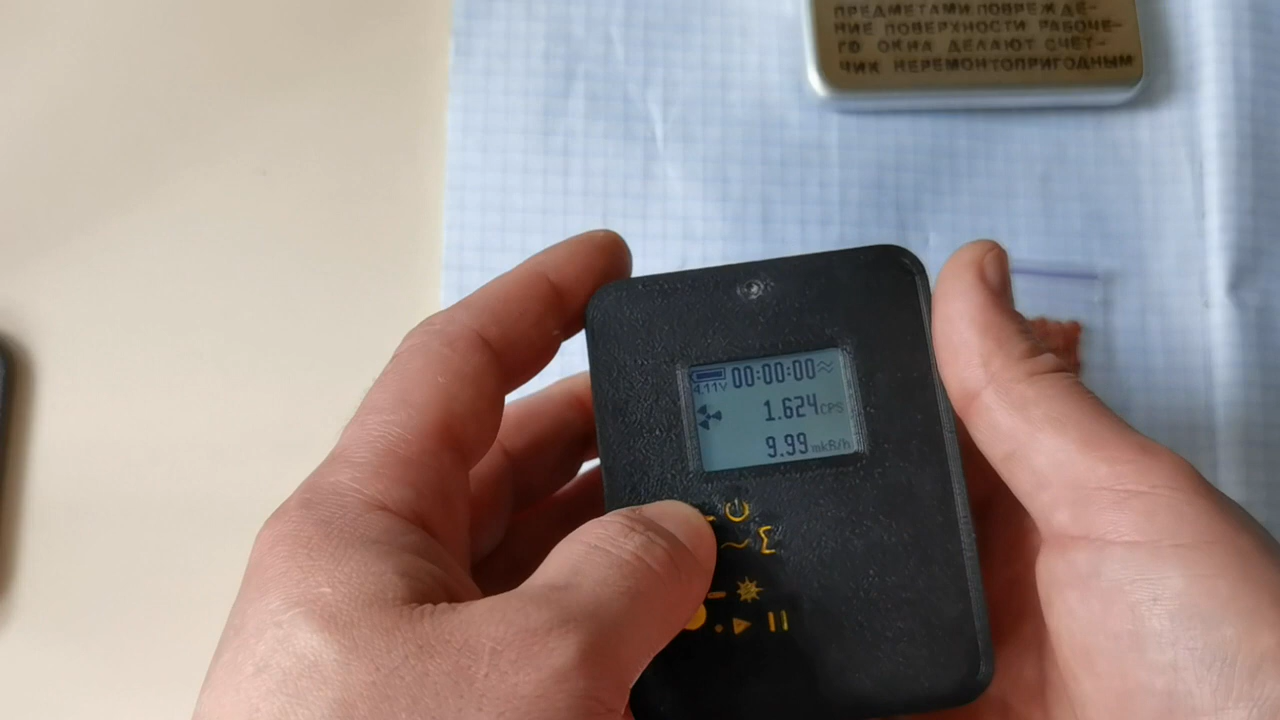 ПРЕДМЕТАМИ.ПОВРЕЖДЕ-
НИЕ ПОВЕРХНОСТИ РАБОЧЕ-
ГО ОКНА ДЕЛАЮТ СЧЕТ-
ЧИК НЕРЕМОНТОПРИГОДНЫМ
4.11V 00:00:00
1.624 CPS
9.99 mkR/h